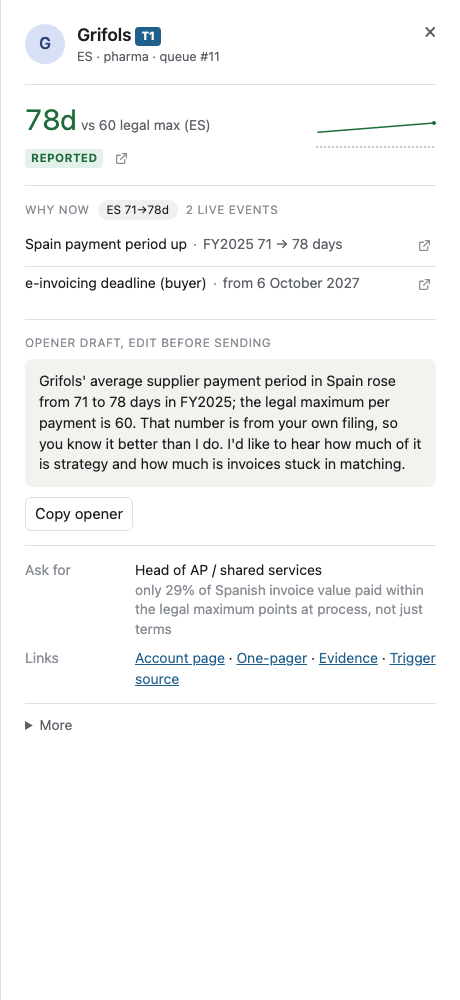 G
Grifols T1
ES · pharma · queue #11
×
78d vs 60 legal max (ES)
REPORTED
WHY NOW ES 71→78d 2 LIVE EVENTS
Spain payment period up · FY2025 71 → 78 days
e-invoicing deadline (buyer) · from 6 October 2027
OPENER DRAFT, EDIT BEFORE SENDING
Grifols' average supplier payment period in Spain rose
from 71 to 78 days in FY2025; the legal maximum per
payment is 60. That number is from your own filing, so
you know it better than I do. I'd like to hear how much of it
is strategy and how much is invoices stuck in matching.
Copy opener
Ask for Head of AP / shared services
only 29% of Spanish invoice value paid within
the legal maximum points at process, not just
terms
Links Account page · One-pager · Evidence · Trigger
source
More